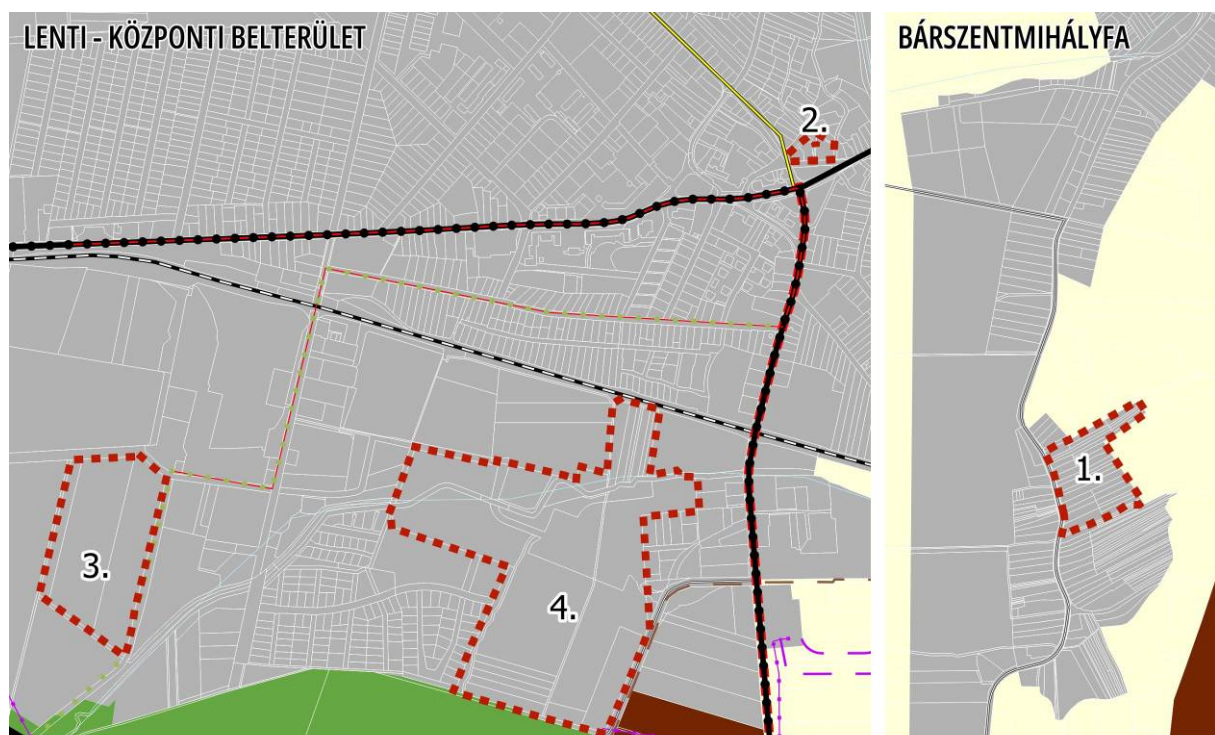 LENTI - KÖZPONTI BELTERÜLET
BÁRSZENTMIHÁLYFA
2.
1.
3.
4.